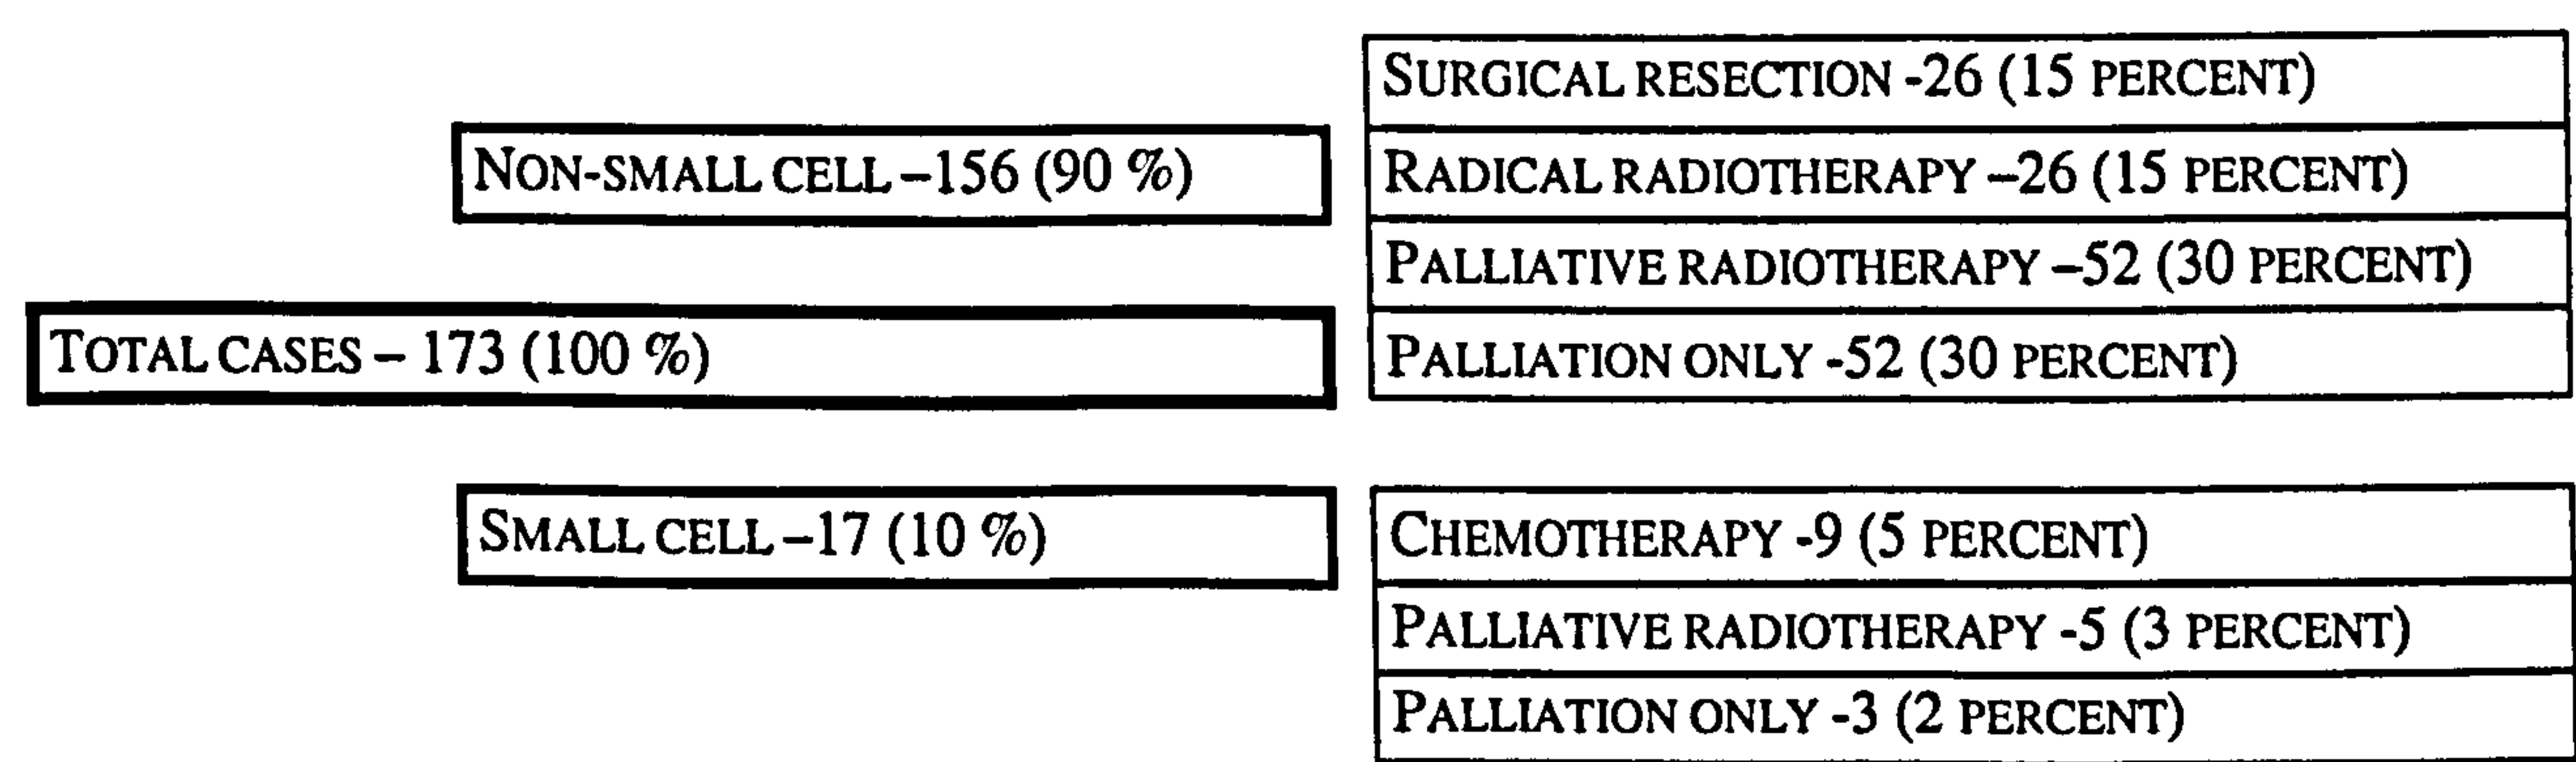 SURGICAL RESECTION -26 (15 PERCENT)
NON-SMALL CELL –156 (90 %)
RADICAL RADIOTHERAPY –26 (15 PERCENT)
PALLIATIVE RADIOTHERAPY –52 (30 PERCENT)
TOTAL CASES – 173 (100 %)
PALLIATION ONLY -52 (30 PERCENT)
SMALL CELL –17 (10 %)
CHEMOTHERAPY -9 (5 PERCENT)
PALLIATIVE RADIOTHERAPY -5 (3 PERCENT)
PALLIATION ONLY -3 (2 PERCENT)